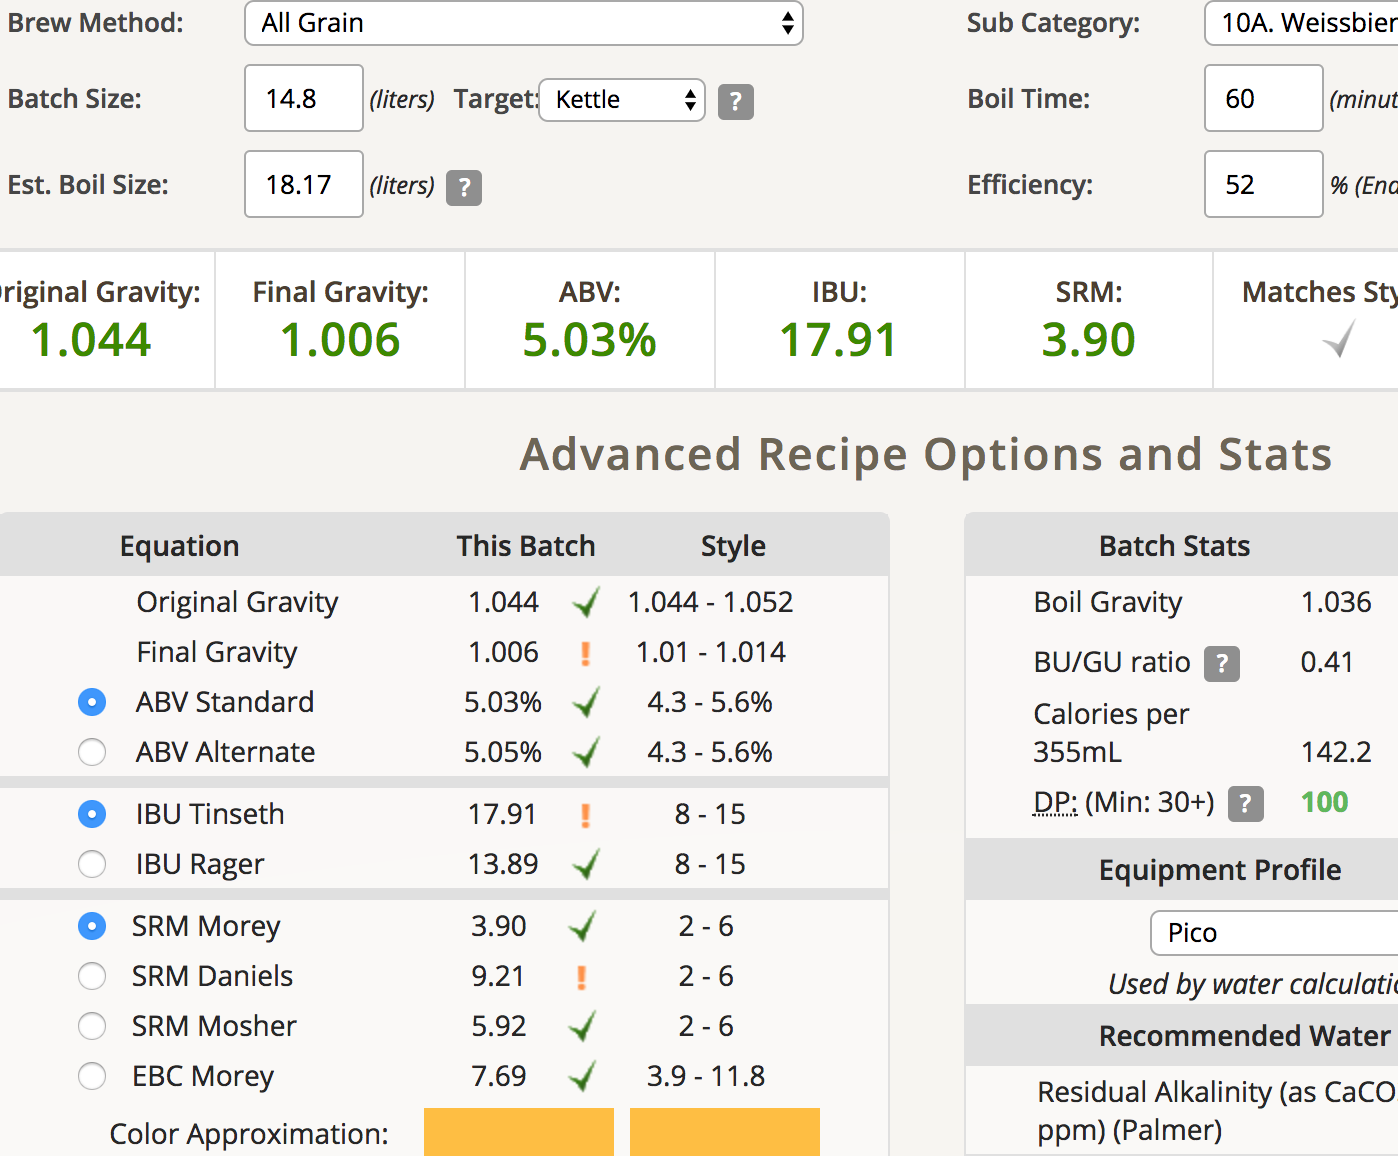 Brew Method: All Grain Sub Category: 10A. Weissbier
Batch Size: 14.8 (liters) Target: Kettle ? Boil Time: 60 (minut
Est. Boil Size: 18.17 (liters) ? Efficiency: 52 % (End
riginal Gravity: Final Gravity: ABV: IBU: SRM: Matches Sty
1.044 1.006 5.03% 17.91 3.90
Advanced Recipe Options and Stats
Equation This Batch Style
Original Gravity 1.044 1.044 - 1.052
Final Gravity 1.006 ! 1.01 - 1.014
ABV Standard 5.03% 4.3 - 5.6%
ABV Alternate 5.05% 4.3 - 5.6%
IBU Tinseth 17.91 ! 8 - 15
IBU Rager 13.89 8 - 15
SRM Morey 3.90 2 - 6
SRM Daniels 9.21 ! 2 - 6
SRM Mosher 5.92 2 - 6
EBC Morey 7.69 3.9 - 11.8
Color Approximation:
Batch Stats
Boil Gravity 1.036
BU/GU ratio ? 0.41
Calories per
355mL 142.2
DP: (Min: 30+) ? 100
Equipment Profile
Pico
Used by water calculatio
Recommended Water
Residual Alkalinity (as CaCO
ppm) (Palmer)